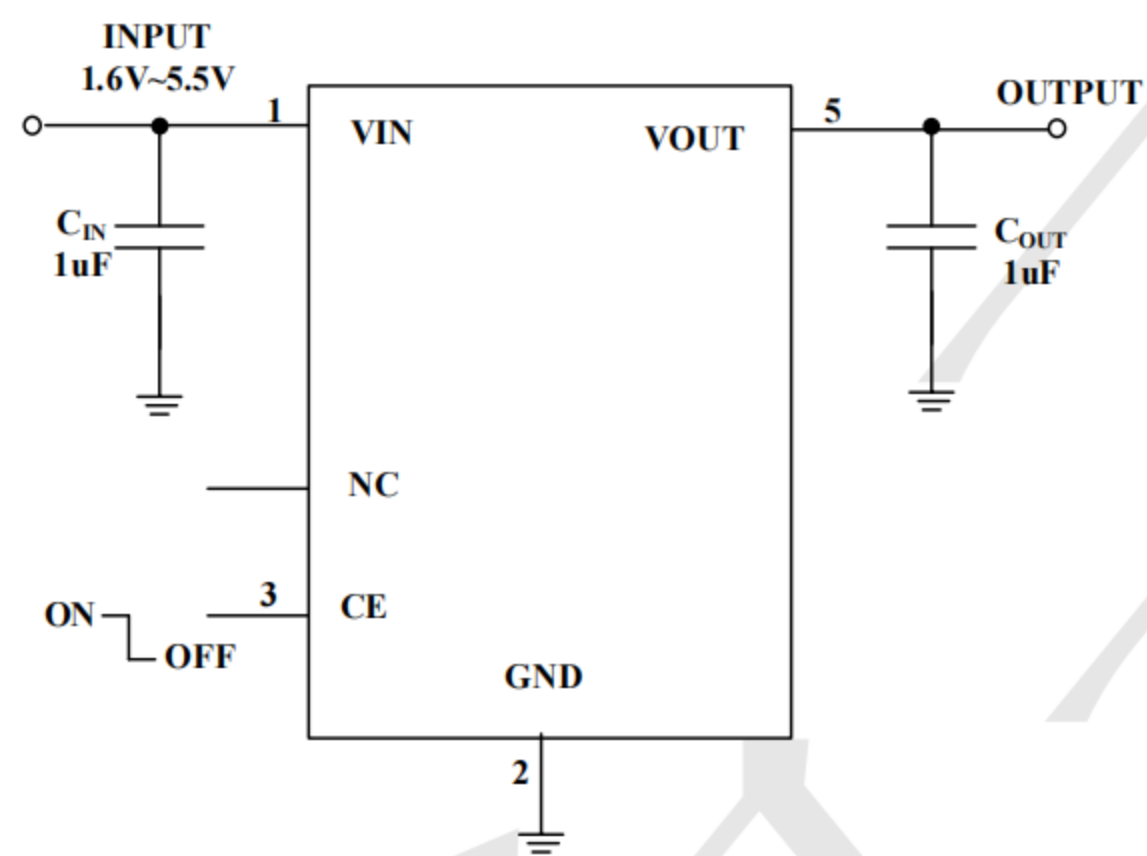 INPUT
1.6V~5.5V
OUTPUT
1
5
VIN
VOUT
CIN
1uF
COUT
1uF
NC
3
ON
CE
OFF
GND
2